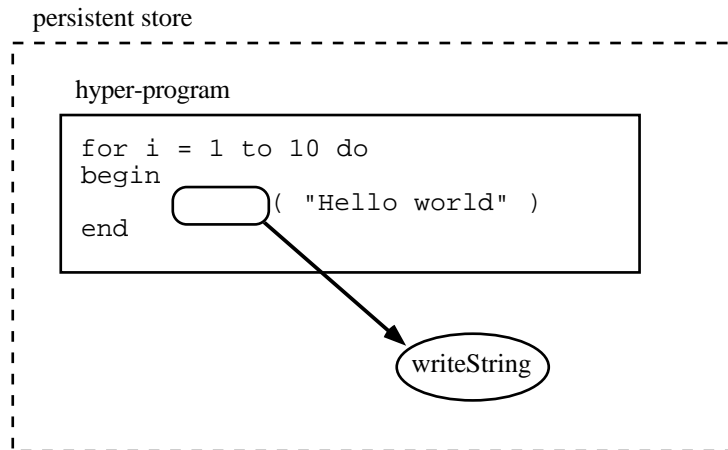 persistent store
hyper-program
for i = 1 to 10 do
begin
( "Hello world" )
end
writeString